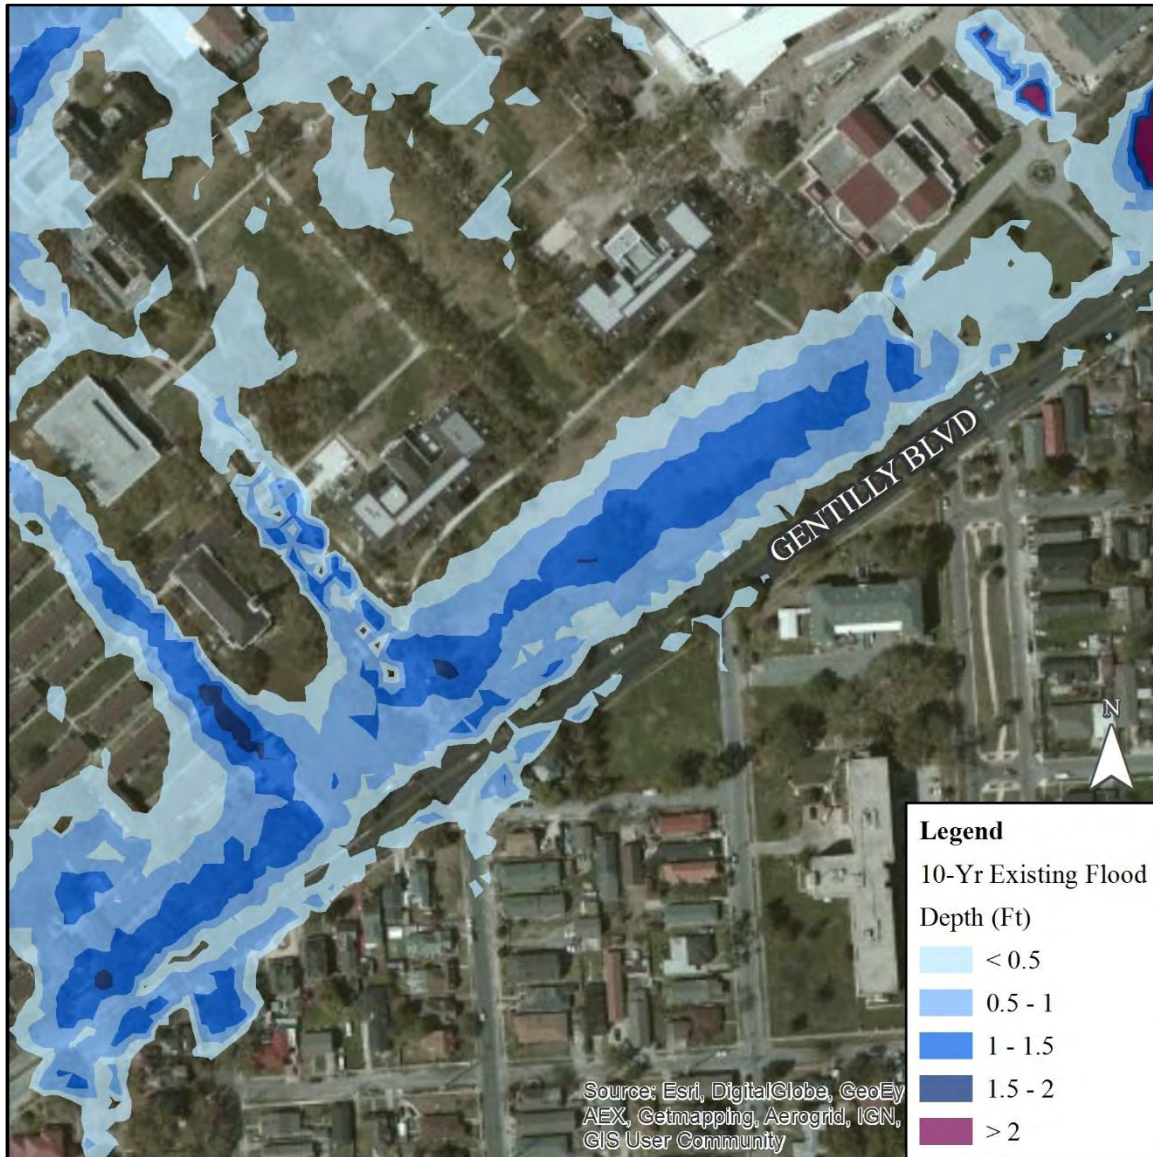 GENTILLY BLVD
N
Legend
10-Yr Existing Flood
Depth (Ft)
< 0.5
0.5 - 1
1 - 1.5
1.5 - 2
> 2
Source: Esri, DigitalGlobe, GeoEy
AEX, Getmapping, Aerogrid, IGN,
GIS User Community